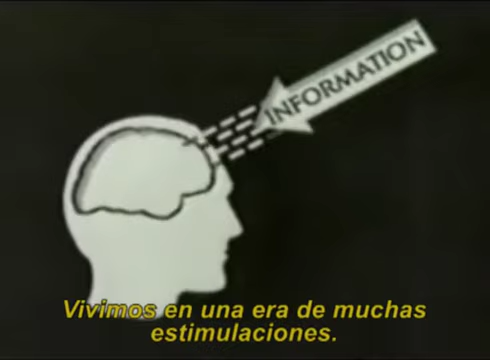 INFORMATION
Vivimos en una era de muchas
estimulaciones.